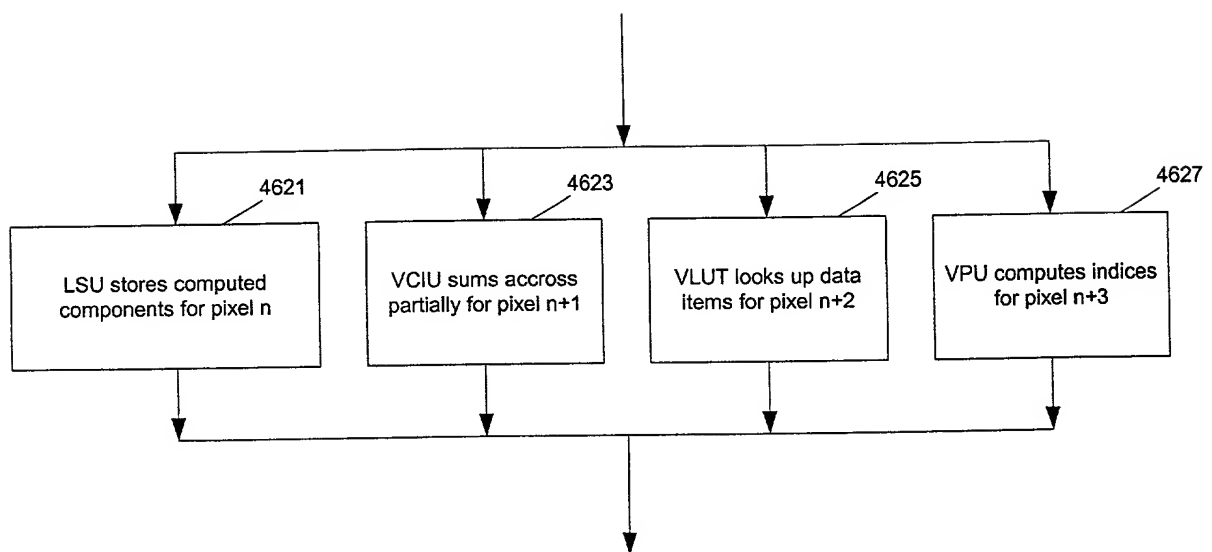 4621
LSU stores computed
components for pixel n
4623
VCIU sums accross
partially for pixel n+1
4625
VLUT looks up data
items for pixel n+2
4627
VPU computes indices
for pixel n+3